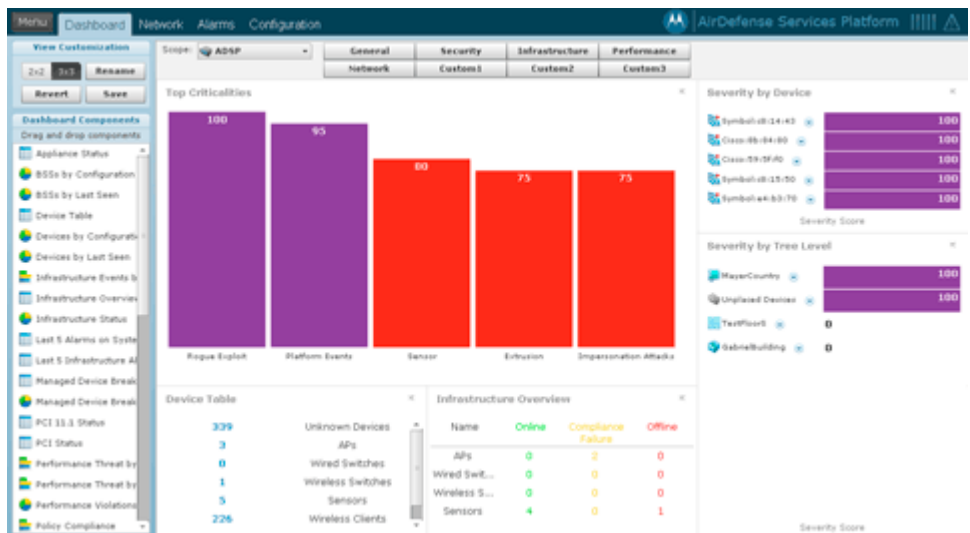 Menu Dashboard Network Alarms Configuration AirDefense Services Platform
View Customization
2x2 3x3 Rename
Revert Save
Scope: ADSP General Security Infrastructure Performance
Network Custom1 Custom2 Custom3
Dashboard Components
Drag and drop components
Appliance Status
BSSs by Configuration
BSSs by Last Seen
Device Table
Devices by Configurati
Devices by Last Seen
Infrastructure Events b
Infrastructure Overview
Infrastructure Status
Last 5 Alarms on Syste
Last 5 Infrastructure Al
Managed Device Break
Managed Device Break
PCI 11.1 Status
PCI Status
Performance Threat by
Performance Threat by
Performance Violations
Policy Compliance
Top Criticalities
100
95
80
75
75
Rogue Exploit Platform Events Sensor Extrusion Impersonation Attacks
Device Table
339 Unknown Devices
3 APs
0 Wired Switches
1 Wireless Switches
5 Sensors
226 Wireless Clients
Infrastructure Overview
Name Online Compliance Failure Offline
APs 0 0 0
Wired Swit... 0 0 0
Wireless S... 0 0 0
Sensors 4 0 1
Severity by Device
100
100
100
100
100
Severity Score
Severity by Tree Level
MayerCountry 100
Unplaced Devices 100
TestFloor5 0
GabrielBuilding 0
Severity Score